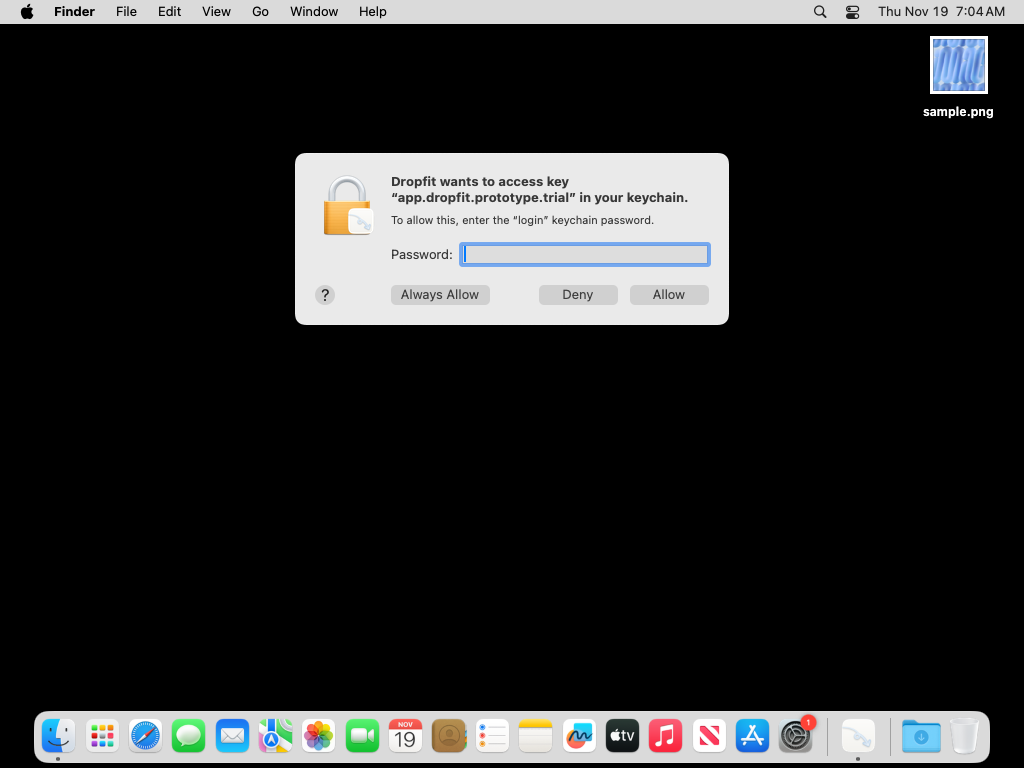 Finder File Edit View Go Window Help Thu Nov 19 7:04 AM
sample.png
Dropfit wants to access key
“app.dropfit.prototype.trial” in your keychain.
To allow this, enter the “login” keychain password.
Password:
? Always Allow Deny Allow
NOV
19
tv
1